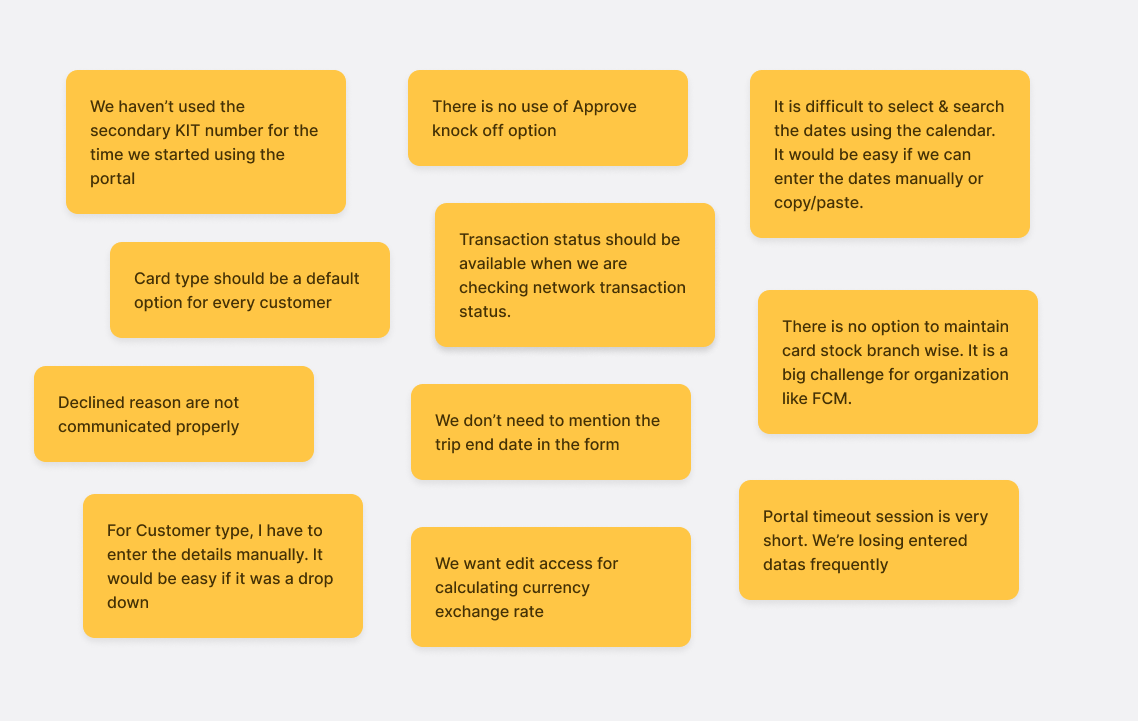 We haven’t used the
secondary KIT number for the
time we started using the
portal
There is no use of Approve
knock off option
It is difficult to select & search
the dates using the calendar.
It would be easy if we can
enter the dates manually or
copy/paste.
Card type should be a default
option for every customer
Transaction status should be
available when we are
checking network transaction
status.
There is no option to maintain
card stock branch wise. It is a
big challenge for organization
like FCM.
Declined reason are not
communicated properly
We don’t need to mention the
trip end date in the form
For Customer type, I have to
enter the details manually. It
would be easy if it was a drop
down
We want edit access for
calculating currency
exchange rate
Portal timeout session is very
short. We’re losing entered
datas frequently